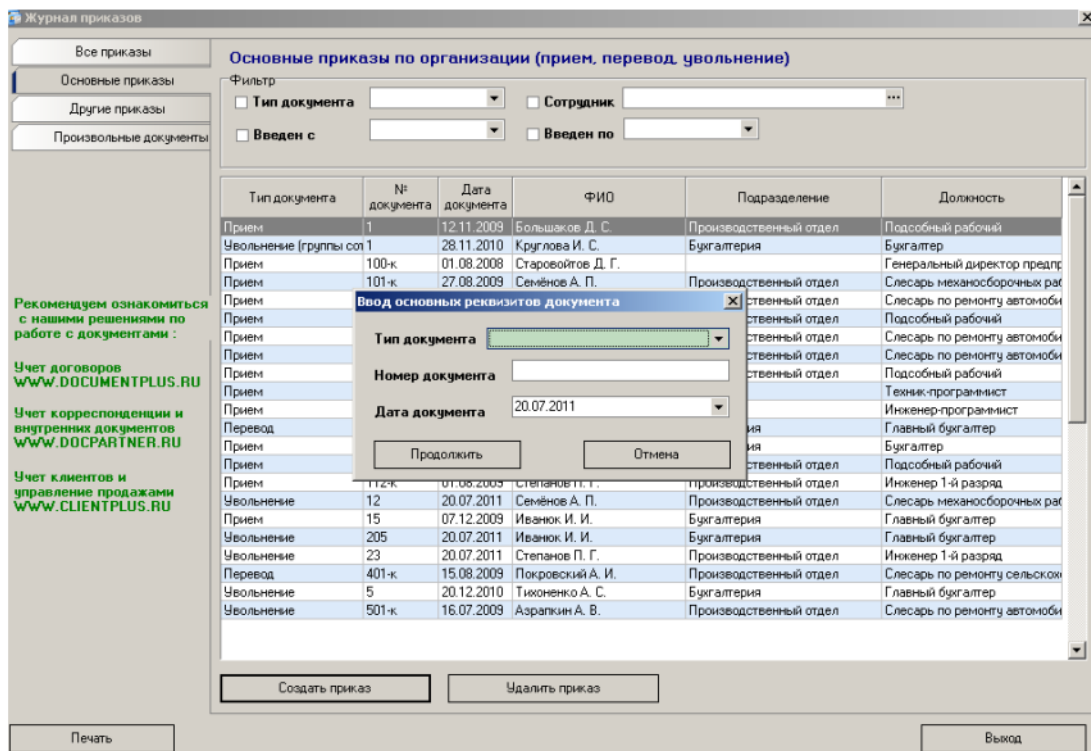 Журнал приказов
Все приказы
Основные приказы
Другие приказы
Произвольные документы
Основные приказы по организации (прием, перевод, увольнение)
Фильтр
Тип документа
Сотрудник
...
Введен с
Введен по
Тип документа № документа Дата документа ФИО Подразделение Должность
Прием 1 12.11.2009 Большаков Д. С. Производственный отдел Подсобный рабочий
Увольнение (группы сот 1 28.11.2010 Круглова И. С. Бухгалтерия Бухгалтер
Прием 100-к 01.08.2008 Старовойтов Д. Г. Генеральный директор предпр
Прием 101-к 27.08.2009 Семёнов А. П. Производственный отдел Слесарь механосборочных раб
Прием ственный отдел Слесарь по ремонту автомоби
Прием ственный отдел Подсобный рабочий
Прием ственный отдел Слесарь по ремонту автомоби
Прием ственный отдел Слесарь по ремонту автомоби
Прием ственный отдел Подсобный рабочий
Прием Техник-программист
Прием Инженер-программист
Перевод ия Главный бухгалтер
Прием ия Бухгалтер
Прием ственный отдел Подсобный рабочий
Прием 112-к 01.08.2009 Степанов П. Г. Производственный отдел Инженер 1-й разряд
Увольнение 12 20.07.2011 Семёнов А. П. Производственный отдел Слесарь механосборочных раб
Прием 15 07.12.2009 Иванюк И. И. Бухгалтерия Главный бухгалтер
Увольнение 205 20.07.2011 Иванюк И. И. Бухгалтерия Главный бухгалтер
Увольнение 23 20.07.2011 Степанов П. Г. Производственный отдел Инженер 1-й разряд
Перевод 401-к 15.08.2009 Покровский А. И. Производственный отдел Слесарь по ремонту сельскохо
Увольнение 5 20.12.2010 Тихоненко А. С. Бухгалтерия Главный бухгалтер
Увольнение 501-к 16.07.2009 Азрапкин А. В. Производственный отдел Слесарь по ремонту автомоби
Ввод основных реквизитов документа
Тип документа
Номер документа
Дата документа 20.07.2011
Продолжить
Отмена
Рекомендуем ознакомиться
с нашими решениями по
работе с документами :
Учет договоров
WWW.DOCUMENTPLUS.RU
Учет корреспонденции и
внутренних документов
WWW.DOCPARTNER.RU
Учет клиентов и
управление продажами
WWW.CLIENTPLUS.RU
Создать приказ
Удалить приказ
Печать
Выход